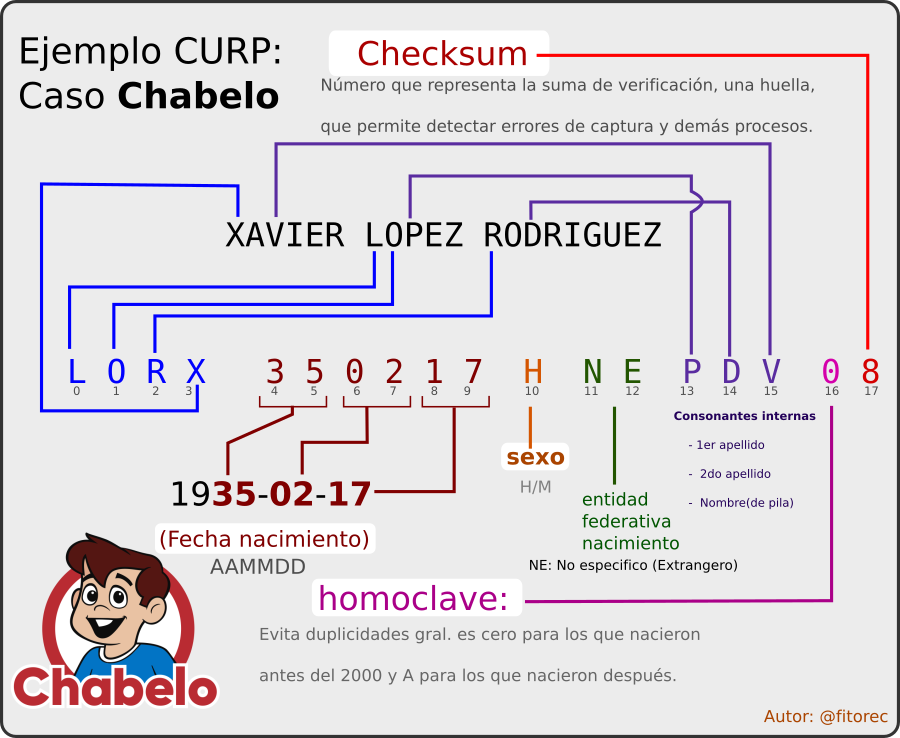 Ejemplo CURP:
Caso Chabelo
Checksum
Número que representa la suma de verificación, una huella,
que permite detectar errores de captura y demás procesos.
XAVIER LOPEZ RODRIGUEZ
L O R X 3 5 0 2 1 7 H N E P D V 0 8
0 1 2 3 4 5 6 7 8 9 10 11 12 13 14 15 16 17
Consonantes internas
- 1er apellido
- 2do apellido
- Nombre(de pila)
sexo
H/M
1935-02-17
(Fecha nacimiento)
AAMMDD
entidad
federativa
nacimiento
NE: No especifico (Extrangero)
homoclave:
Evita duplicidades gral. es cero para los que nacieron
antes del 2000 y A para los que nacieron después.
Chabelo
Autor: @fitorec